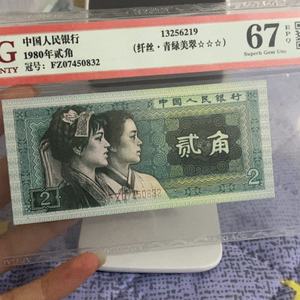 G
NTY
中国人民银行
1980年贰角
冠号: FZ07450832
13256219
(纤丝·青绿美翠☆☆☆)
67 EPQ
Superb Gem Unc
中国人民银行
贰角
FZ07450832
2
2